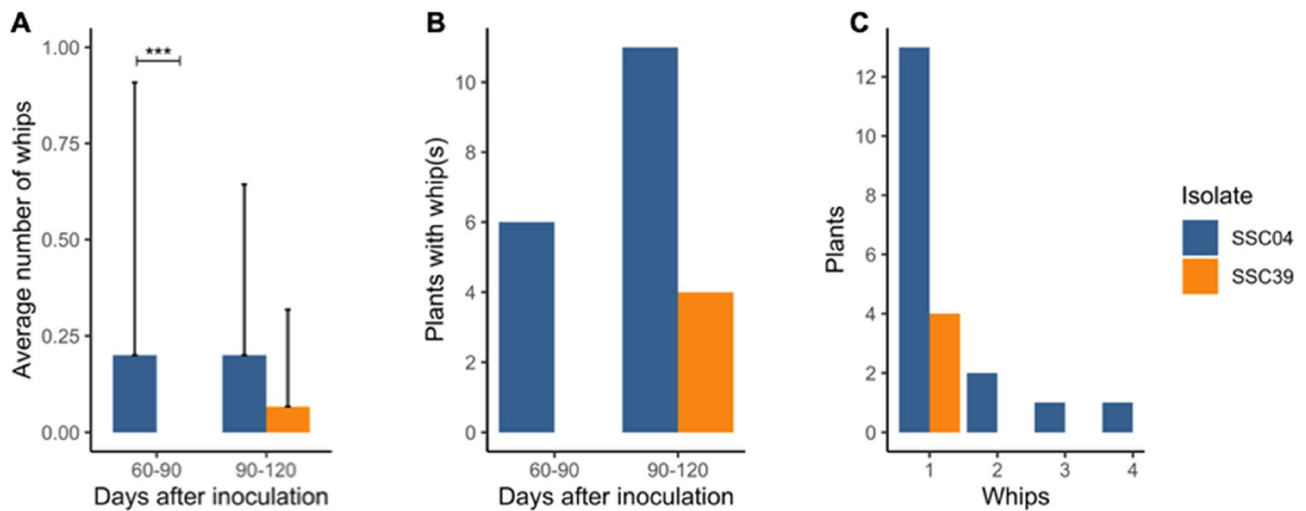 A
Average number of whips
1.00
0.75
0.50
0.25
0.00
***
60-90
90-120
Days after inoculation
B
Plants with whip(s)
10
8
6
4
2
0
60-90
90-120
Days after inoculation
C
Plants
12
10
8
6
4
2
0
1
2
3
4
Whips
Isolate
SSC04
SSC39